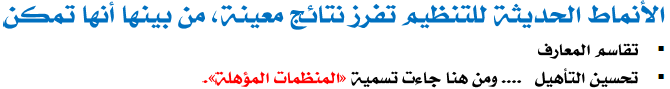 الأنماط الحديثة للتنظيم تفرز نتائج معينة، من بينها أنها تمكن
▪ تقاسم المعارف
▪ تحسين التأهيل .... ومن هنا جاءت تسمية «المنظمات المؤهلة».